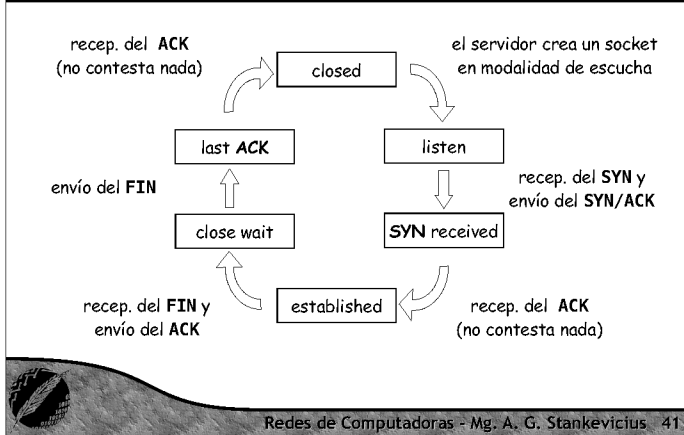 recep. del ACK
(no contesta nada)
closed
el servidor crea un socket
en modalidad de escucha
last ACK
listen
envío del FIN
recep. del SYN y
envío del SYN/ACK
close wait
SYN received
recep. del FIN y
envío del ACK
established
recep. del ACK
(no contesta nada)
Redes de Computadoras - Mg. A. G. Stankevicius 41